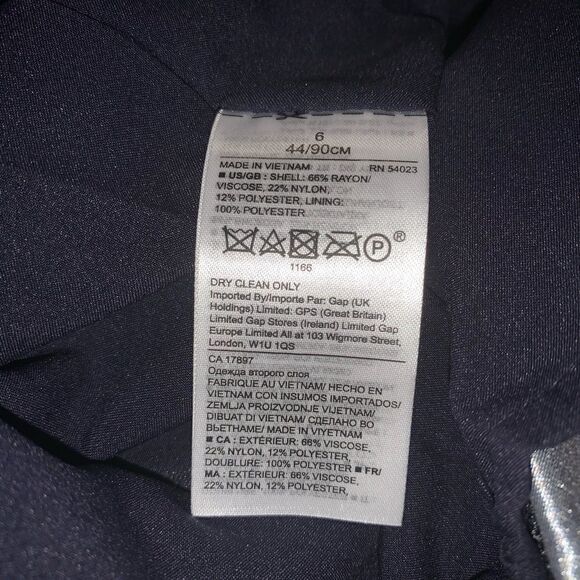 6
44/90CM
MADE IN VIETNAM RN 54023
■ US/GB : SHELL: 66% RAYON/
VISCOSE, 22% NYLON,
12% POLYESTER, LINING:
100% POLYESTER
P ®
1166
DRY CLEAN ONLY
Imported By/Importe Par: Gap (UK
Holdings) Limited: GPS (Great Britain)
Limited Gap Stores (Ireland) Limited Gap
Europe Limited All at 103 Wigmore Street,
London, W1U 1QS
CA 17897
Одежда второго слоя
FABRIQUE AU VIETNAM/ HECHO EN
VIETNAM CON INSUMOS IMPORTADOS/
ZEMLJA PROIZVODNJE VIJETNAM/
DIBUAT DI VIETNAM/ СДЕЛАНО ВО
ВЬЕТНАМЕ/ MADE IN VIYETNAM
■ CA : EXTÉRIEUR: 66% VISCOSE,
22% NYLON, 12% POLYESTER,
DOUBLURE: 100% POLYESTER ■ FR/
MA : EXTÉRIEUR: 66% VISCOSE,
22% NYLON, 12% POLYESTER,